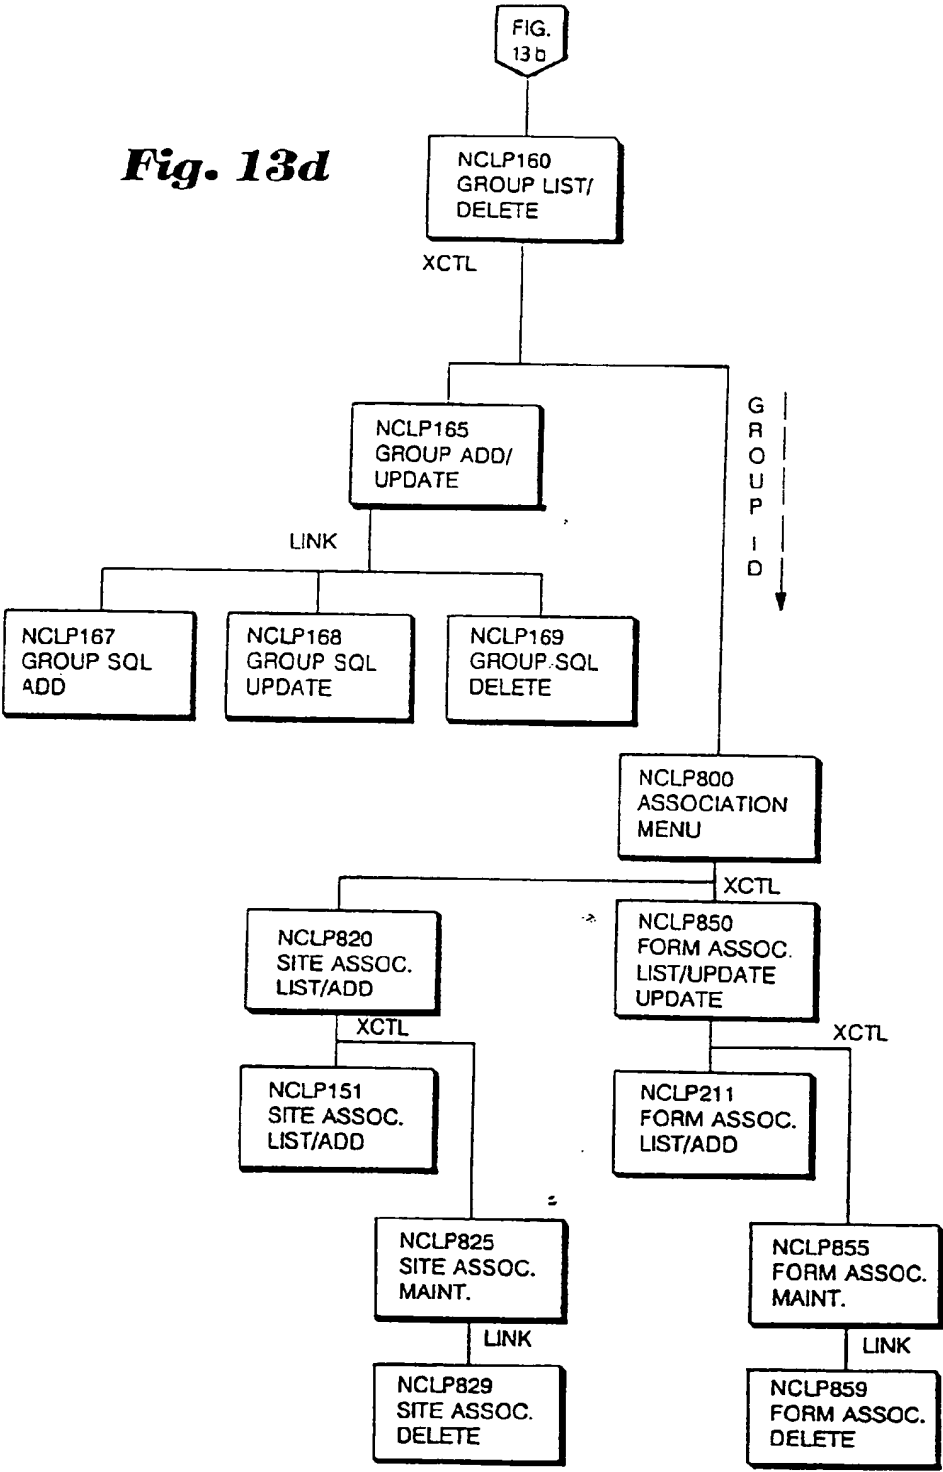 FIG.
13b
Fig. 13d
NCLP160
GROUP LIST/
DELETE
XCTL
NCLP165
GROUP ADD/
UPDATE
GROUP ID
LINK
NCLP167
GROUP SQL
ADD
NCLP168
GROUP SQL
UPDATE
NCLP169
GROUP SQL
DELETE
NCLP800
ASSOCIATION
MENU
XCTL
NCLP820
SITE ASSOC.
LIST/ADD
NCLP850
FORM ASSOC.
LIST/UPDATE
UPDATE
XCTL
XCTL
NCLP151
SITE ASSOC.
LIST/ADD
NCLP211
FORM ASSOC.
LIST/ADD
NCLP825
SITE ASSOC.
MAINT.
NCLP855
FORM ASSOC.
MAINT.
LINK
LINK
NCLP829
SITE ASSOC.
DELETE
NCLP859
FORM ASSOC.
DELETE